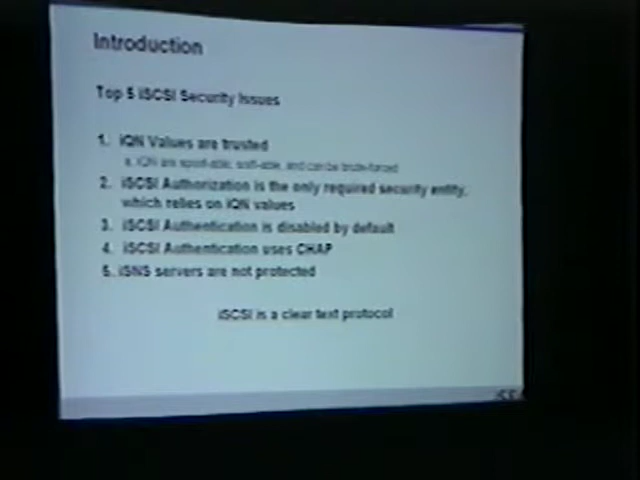 Introduction
Top 5 iSCSI Security Issues
1. iQN Values are trusted
a. iQN are spoof-able, sniff-able, and can be brute-forced
2. iSCSI Authorization is the only required security entity,
which relies on iQN values
3. iSCSI Authentication is disabled by default
4. iSCSI Authentication uses CHAP
5. iSNS servers are not protected
iSCSI is a clear text protocol